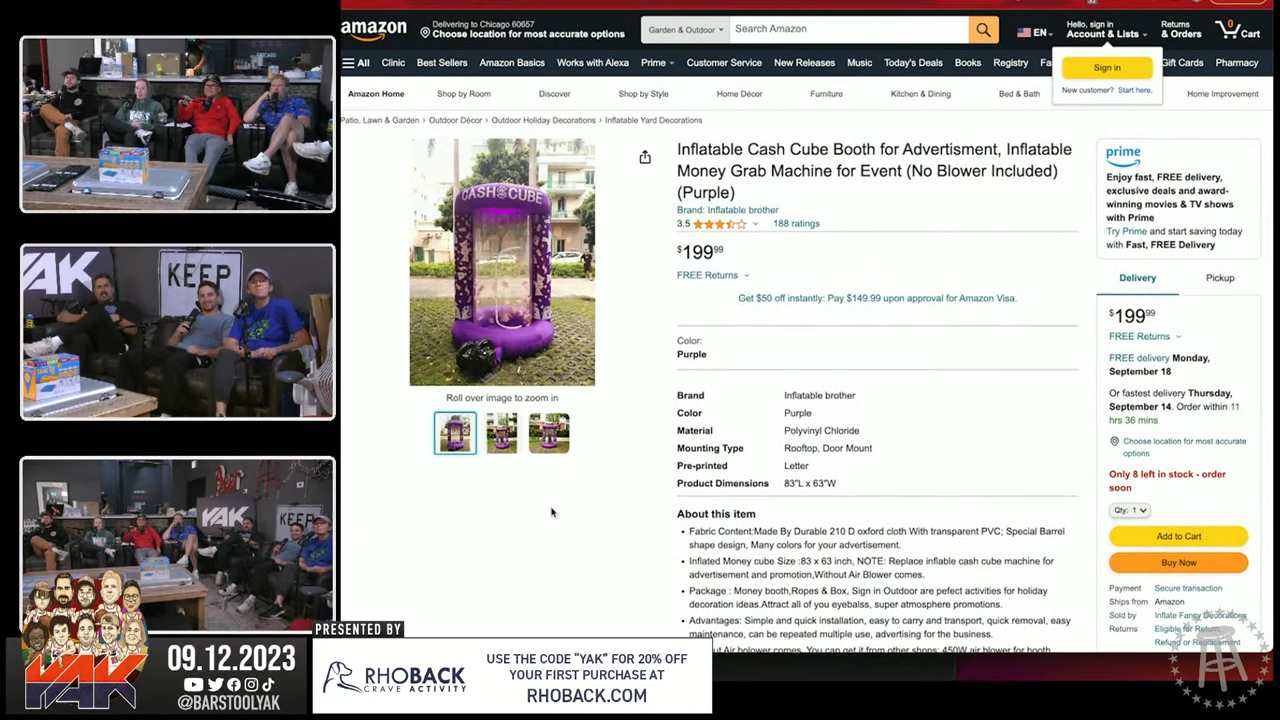 amazon
Delivering to Chicago 60657
Choose location for most accurate options
Garden & Outdoor
Search Amazon
EN
Hello, sign in
Account & Lists
Returns
& Orders
0
Cart
All
Clinic
Best Sellers
Amazon Basics
Works with Alexa
Prime
Customer Service
New Releases
Music
Today's Deals
Books
Registry
Gift Cards
Pharmacy
Sign in
New customer? Start here.
Amazon Home
Shop by Room
Discover
Shop by Style
Home Décor
Furniture
Kitchen & Dining
Bed & Bath
Home Improvement
Patio, Lawn & Garden › Outdoor Décor › Outdoor Holiday Decorations › Inflatable Yard Decorations
CASH CUBE
Roll over image to zoom in
Inflatable Cash Cube Booth for Advertisment, Inflatable
Money Grab Machine for Event (No Blower Included)
(Purple)
Brand: Inflatable brother
3.5
188 ratings
$199.99
FREE Returns
Get $50 off instantly: Pay $149.99 upon approval for Amazon Visa.
Color:
Purple
Brand Inflatable brother
Color Purple
Material Polyvinyl Chloride
Mounting Type Rooftop, Door Mount
Pre-printed Letter
Product Dimensions 83"L x 63"W
About this item
• Fabric Content:Made By Durable 210 D oxford cloth With transparent PVC; Special Barrel
shape design, Many colors for your advertisement.
• Inflated Money cube Size :83 x 63 inch, NOTE: Replace inflatable cash cube machine for
advertisement and promotion,Without Air Blower comes.
• Package : Money booth,Ropes & Box, Sign in Outdoor are pefect activities for holiday
decoration ideas.Attract all of you eyebalss, super atmosphere promotions.
• Advantages: Simple and quick installation, easy to carry and transport, quick removal, easy
maintenance, can be repeated multiple use, advertising for the business.
prime
Enjoy fast, FREE delivery,
exclusive deals and award-
winning movies & TV shows
with Prime
Try Prime and start saving today
with Fast, FREE Delivery
Delivery
Pickup
$199.99
FREE Returns
FREE delivery Monday,
September 18
Or fastest delivery Thursday,
September 14. Order within 11
hrs 36 mins
Choose location for most accurate
options
Only 8 left in stock - order
soon
Qty: 1
Add to Cart
Buy Now
Payment Secure transaction
Ships from Amazon
Sold by Inflate Fancy Decorations
Returns Eligible for Return,
Refund or Replacement
YAK
KEEP
YAK
KEEP
YAK
09.12.2023
@BARSTOOLYAK
PRESENTED BY
RHOBACK
CRAVE ACTIVITY
USE THE CODE “YAK” FOR 20% OFF
YOUR FIRST PURCHASE AT
RHOBACK.COM